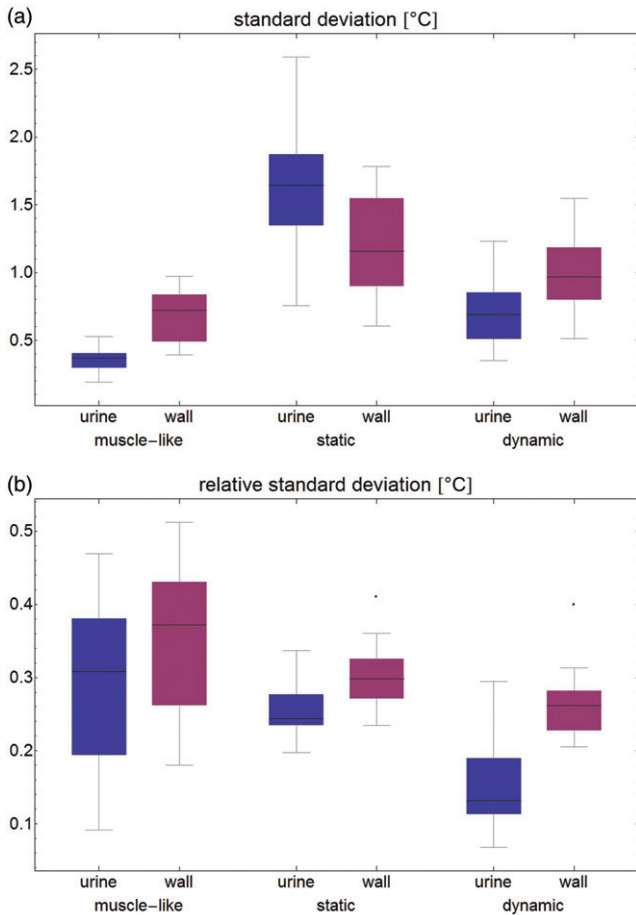 (a)
standard deviation [°C]
2.5
2.0
1.5
1.0
0.5
urine wall urine wall urine wall
muscle-like static dynamic
(b)
relative standard deviation [°C]
0.5
0.4
0.3
0.2
0.1
urine wall urine wall urine wall
muscle-like static dynamic